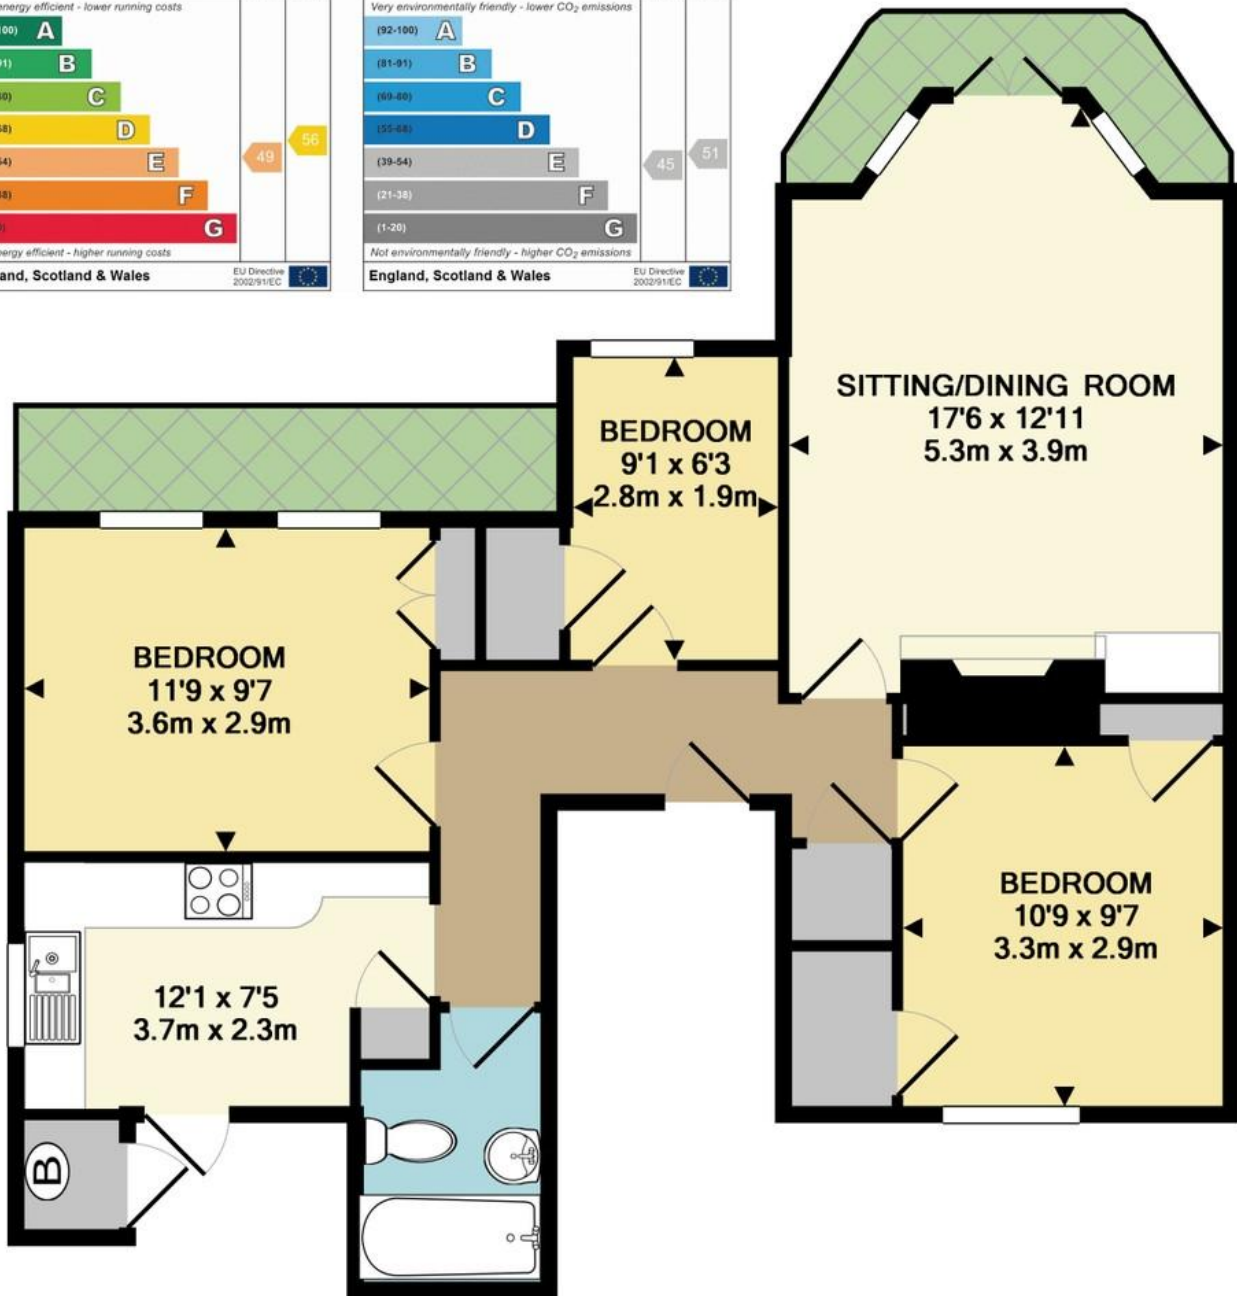 energy efficient - lower running costs
A
B
C
D
E
F
G
49
56
energy efficient - higher running costs
England, Scotland & Wales
EU Directive
2002/91/EC
Very environmentally friendly - lower CO2 emissions
(92-100) A
(81-91) B
(69-80) C
(55-68) D
(39-54) E
(21-38) F
(1-20) G
45
51
Not environmentally friendly - higher CO2 emissions
England, Scotland & Wales
EU Directive
2002/91/EC
SITTING/DINING ROOM
17'6 x 12'11
5.3m x 3.9m
BEDROOM
9'1 x 6'3
2.8m x 1.9m
BEDROOM
11'9 x 9'7
3.6m x 2.9m
BEDROOM
10'9 x 9'7
3.3m x 2.9m
12'1 x 7'5
3.7m x 2.3m
B